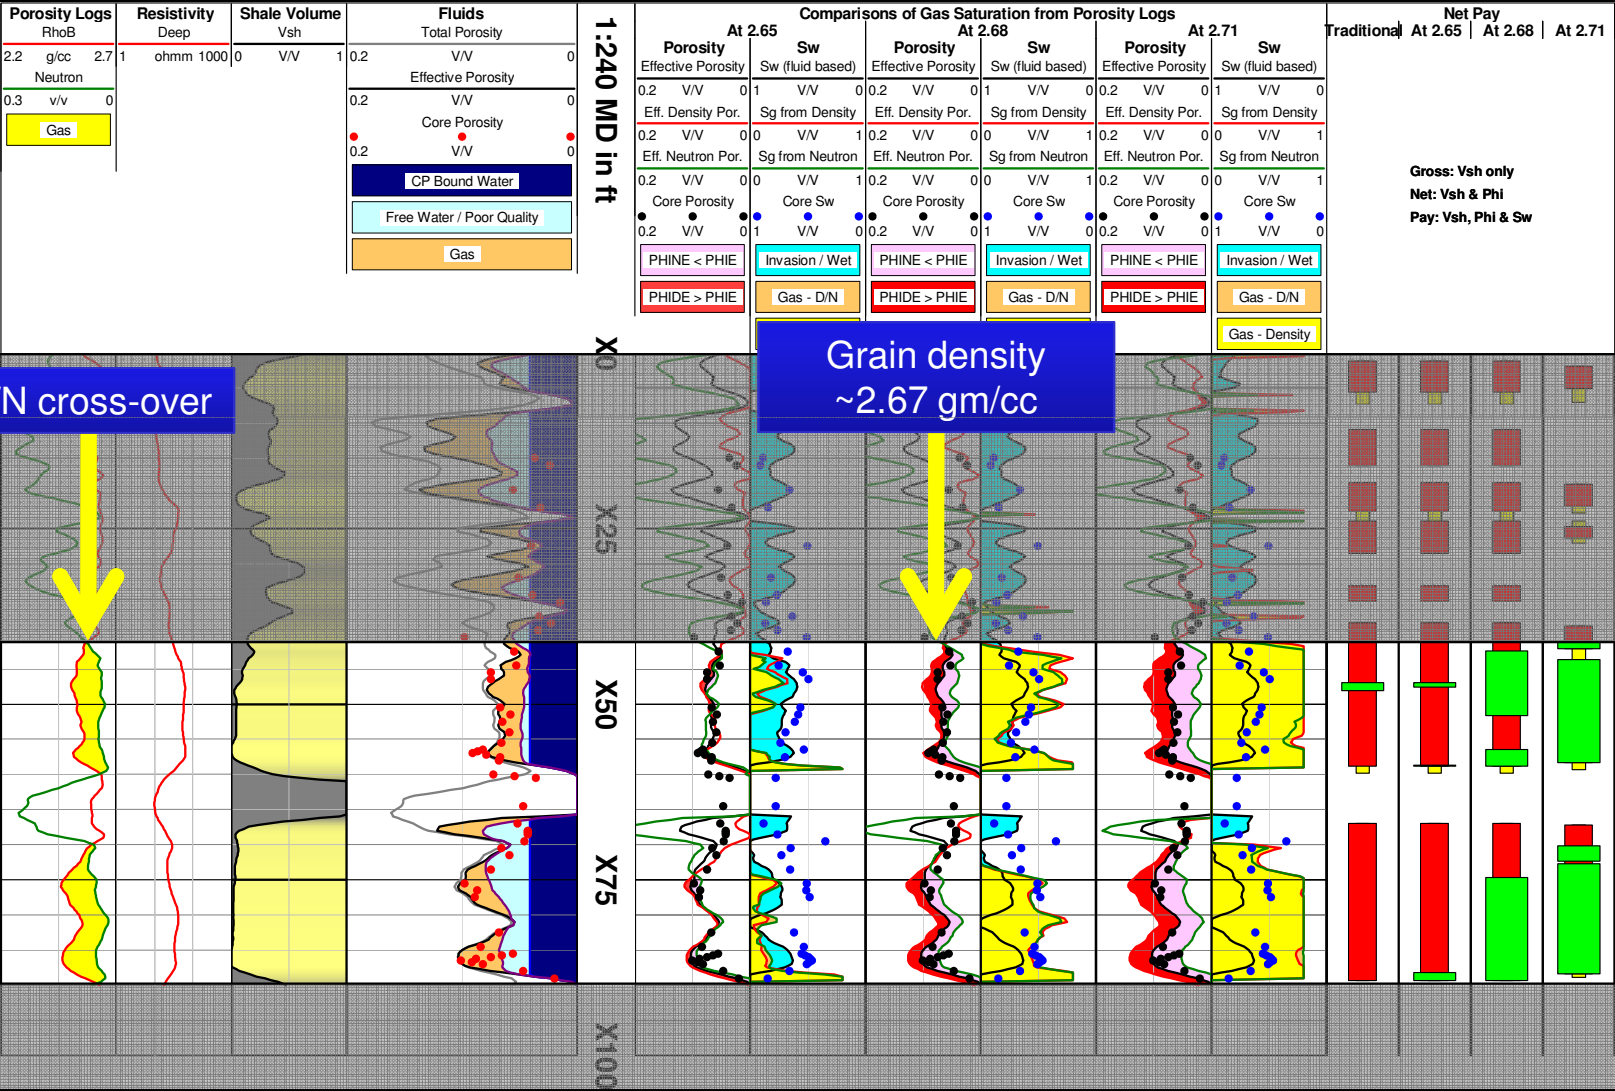 Porosity Logs
RhoB
2.2 g/cc 2.7
Neutron
0.3 v/v 0
Gas
Resistivity
Deep
1 ohmm 1000
Shale Volume
Vsh
0 V/V 1
Fluids
Total Porosity
0.2 V/V 0
Effective Porosity
0.2 V/V 0
Core Porosity
0.2 V/V 0
CP Bound Water
Free Water / Poor Quality
Gas
1:240 MD in ft
Comparisons of Gas Saturation from Porosity Logs
At 2.65
Porosity
Effective Porosity
0.2 V/V 0
Eff. Density Por.
0.2 V/V 0
Eff. Neutron Por.
0.2 V/V 0
Core Porosity
0.2 V/V 0
PHINE < PHIE
PHIDE > PHIE
Sw
Sw (fluid based)
1 V/V 0
Sg from Density
0 V/V 1
Sg from Neutron
0 V/V 1
Core Sw
1 V/V 0
Invasion / Wet
Gas - D/N
At 2.68
Porosity
Effective Porosity
0.2 V/V 0
Eff. Density Por.
0.2 V/V 0
Eff. Neutron Por.
0.2 V/V 0
Core Porosity
0.2 V/V 0
PHINE < PHIE
PHIDE > PHIE
Sw
Sw (fluid based)
1 V/V 0
Sg from Density
0 V/V 1
Sg from Neutron
0 V/V 1
Core Sw
1 V/V 0
Invasion / Wet
Gas - D/N
At 2.71
Porosity
Effective Porosity
0.2 V/V 0
Eff. Density Por.
0.2 V/V 0
Eff. Neutron Por.
0.2 V/V 0
Core Porosity
0.2 V/V 0
PHINE < PHIE
PHIDE > PHIE
Sw
Sw (fluid based)
1 V/V 0
Sg from Density
0 V/V 1
Sg from Neutron
0 V/V 1
Core Sw
1 V/V 0
Invasion / Wet
Gas - D/N
Gas - Density
Net Pay
Traditional At 2.65 At 2.68 At 2.71
Gross: Vsh only
Net: Vsh & Phi
Pay: Vsh, Phi & Sw
/N cross-over
Grain density
~2.67 gm/cc
X0
X25
X50
X75
X100